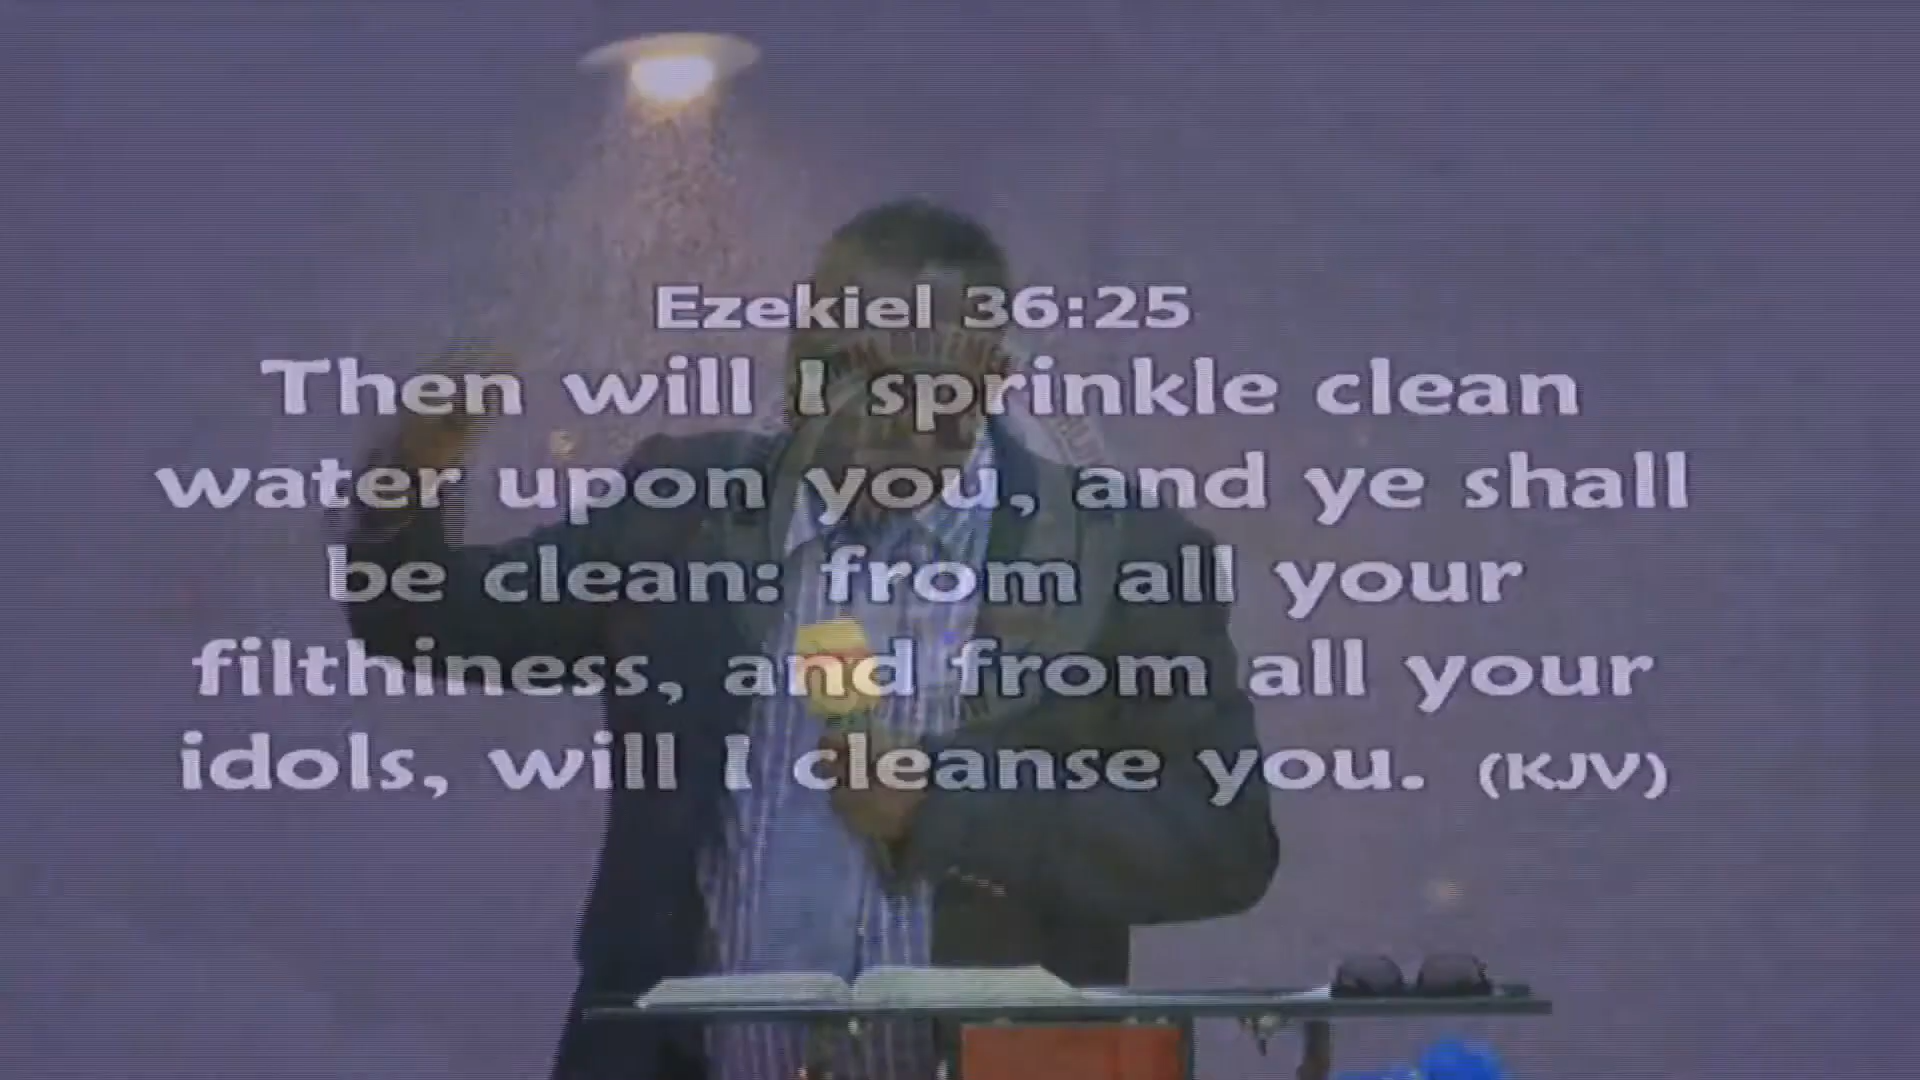 Ezekiel 36:25
Then will I sprinkle clean
water upon you, and ye shall
be clean: from all your
filthiness, and from all your
idols, will I cleanse you. (KJV)